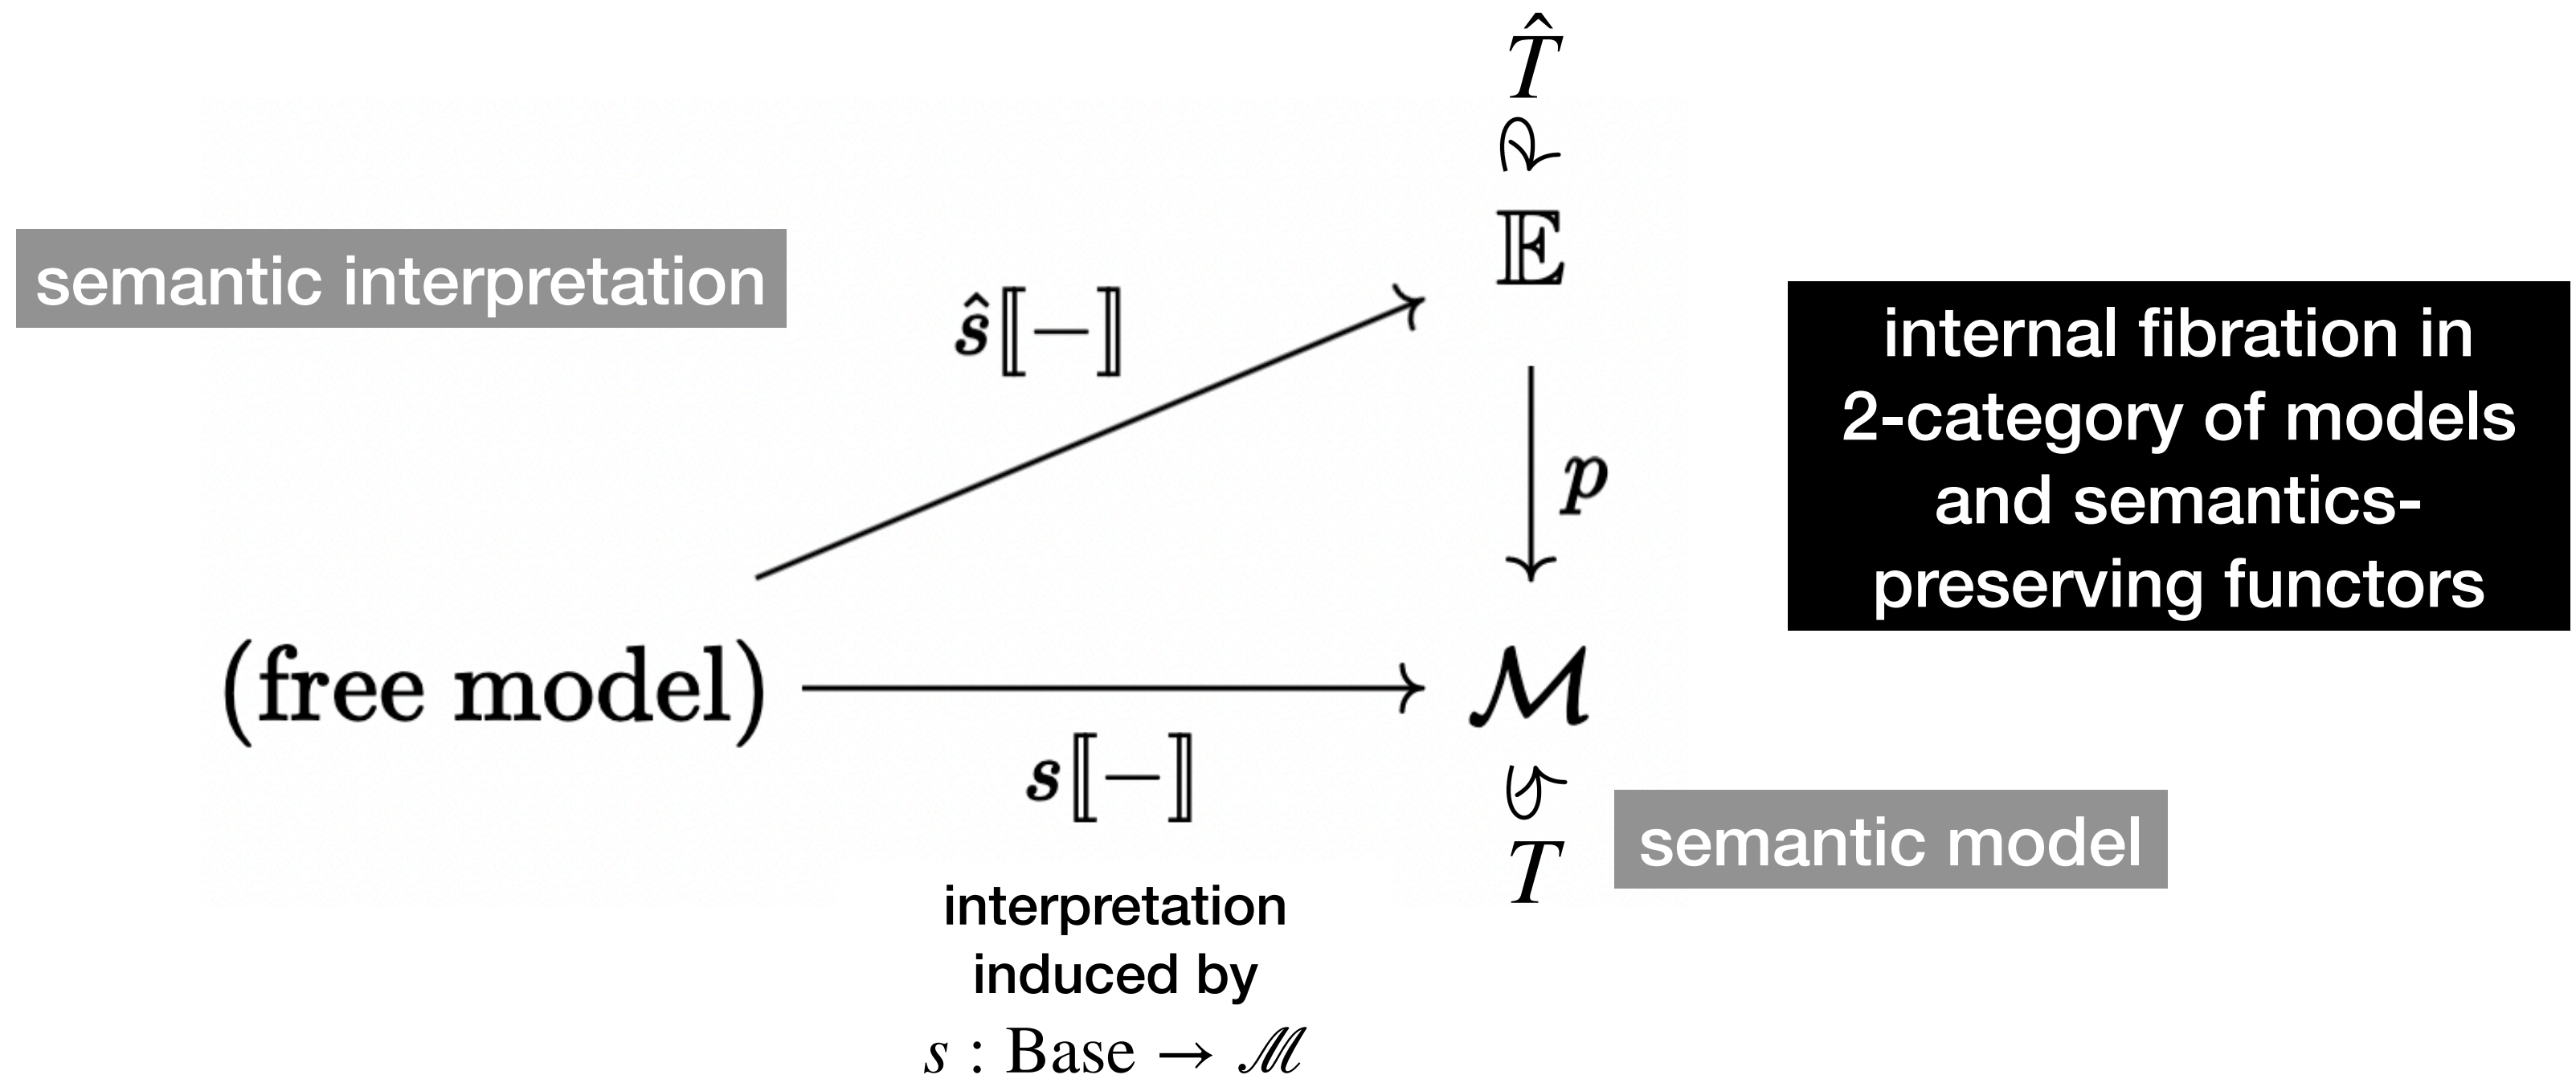 T̂
𝔼
semantic interpretation
ŝ⟦−⟧
internal fibration in
2-category of models
and semantics-
preserving functors
p
(free model)
ℳ
s⟦−⟧
semantic model
T
interpretation
induced by
s : Base → ℳ